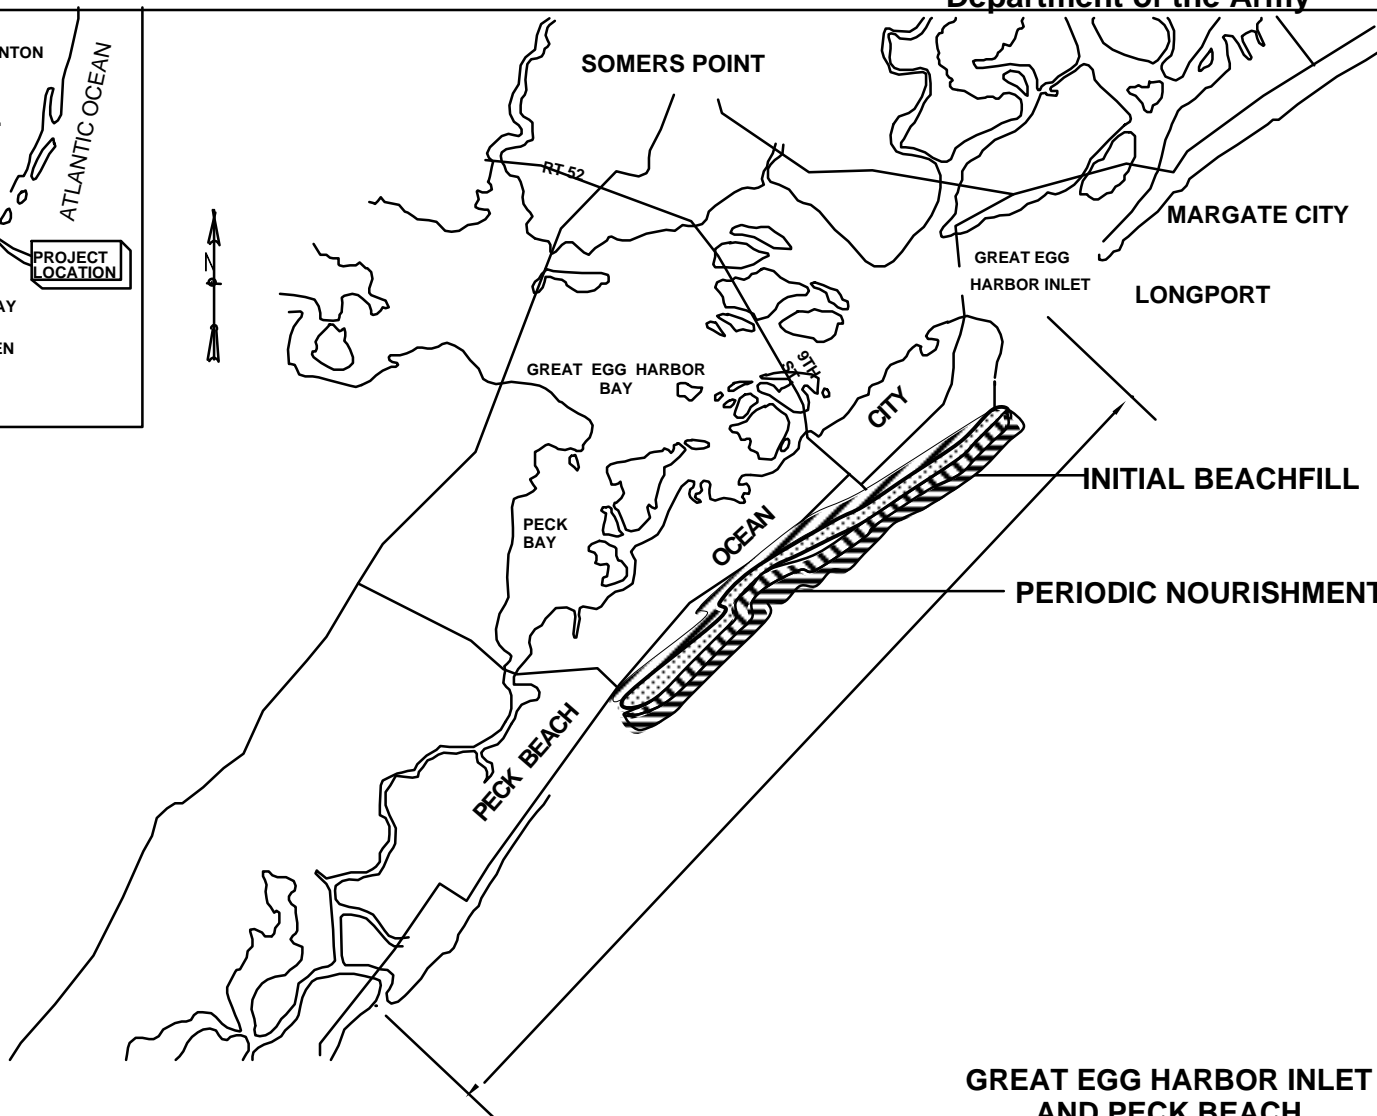 Department of the Army
ATLANTIC OCEAN
PROJECT
LOCATION
N
SOMERS POINT
RT 52
MARGATE CITY
GREAT EGG
HARBOR INLET
LONGPORT
GREAT EGG HARBOR
BAY
9TH
ST
CITY
INITIAL BEACHFILL
PECK
BAY
OCEAN
PERIODIC NOURISHMENT
PECK BEACH
GREAT EGG HARBOR INLET
AND PECK BEACH